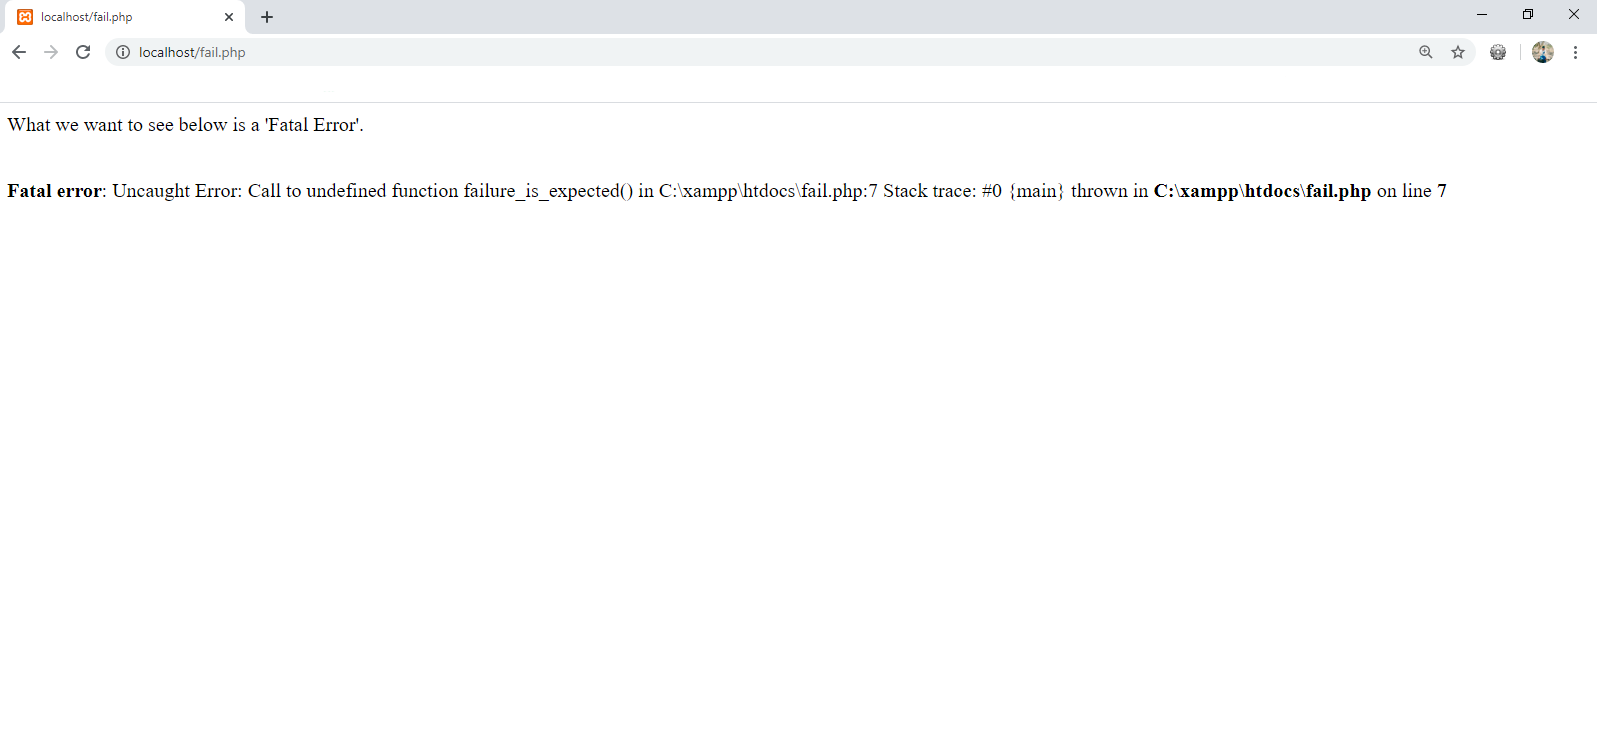 localhost/fail.php
localhost/fail.php
What we want to see below is a 'Fatal Error'.
Fatal error: Uncaught Error: Call to undefined function failure_is_expected() in C:\xampp\htdocs\fail.php:7 Stack trace: #0 {main} thrown in C:\xampp\htdocs\fail.php on line 7